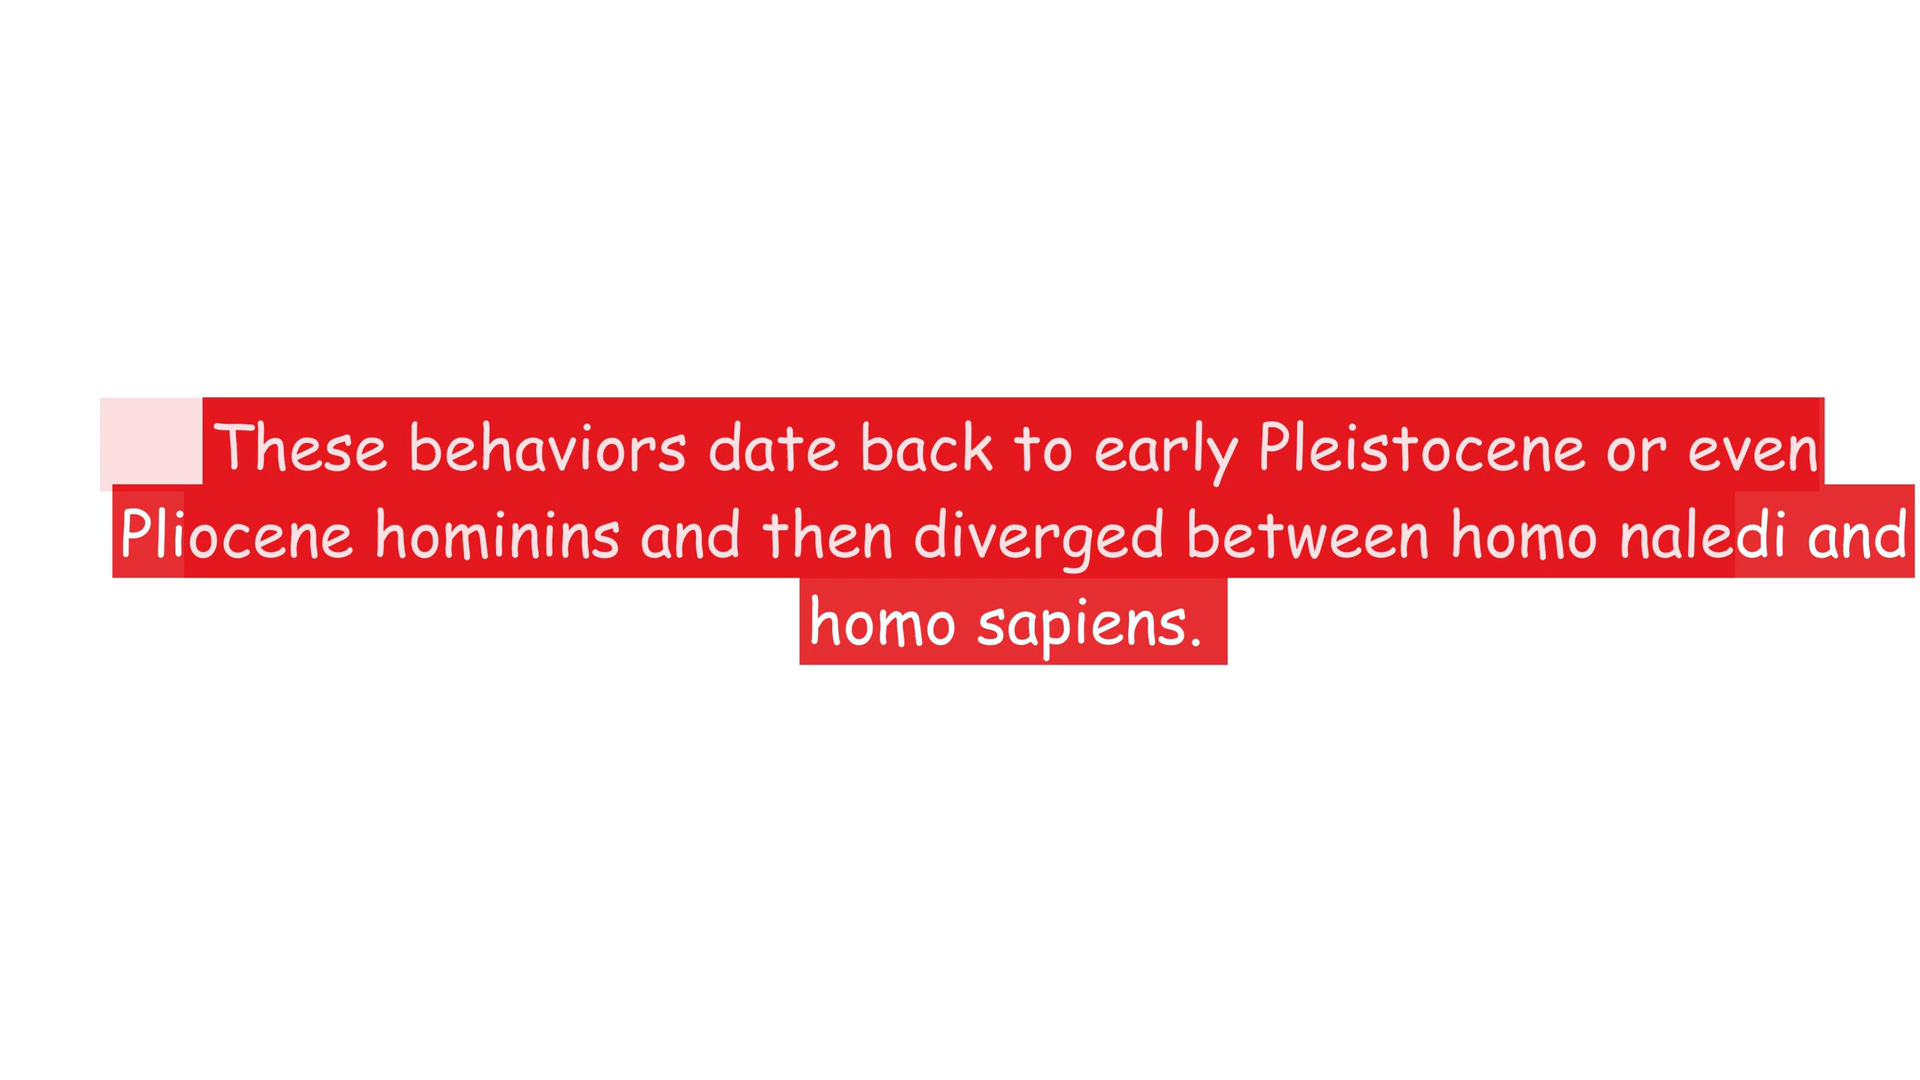 These behaviors date back to early Pleistocene or even
Pliocene hominins and then diverged between homo naledi and
homo sapiens.